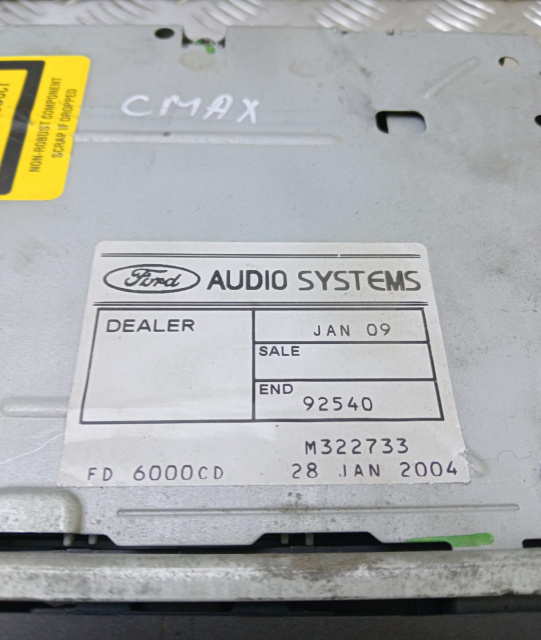 CMAX
NON-ROBUST COMPONENT
SCRAP IF DROPPED
Ford AUDIO SYSTEMS
DEALER
JAN 09
SALE
END
92540
M322733
FD 6000CD 28 JAN 2004